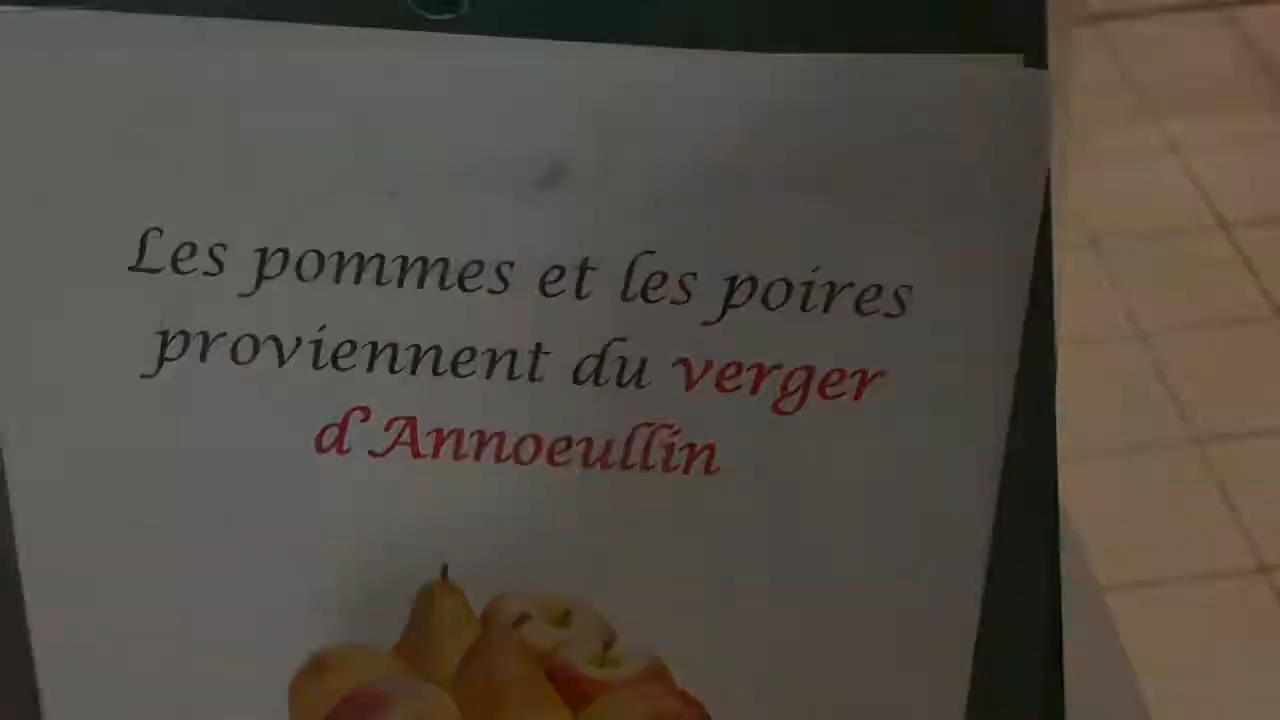 Les pommes et les poires
proviennent du verger
d'Annoeullin